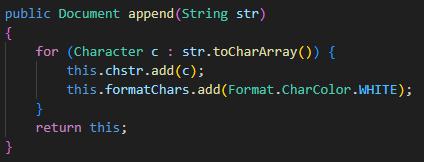 public Document append(String str)
{
    for (Character c : str.toCharArray()) {
        this.chstr.add(c);
        this.formatChars.add(Format.CharColor.WHITE);
    }
    return this;
}